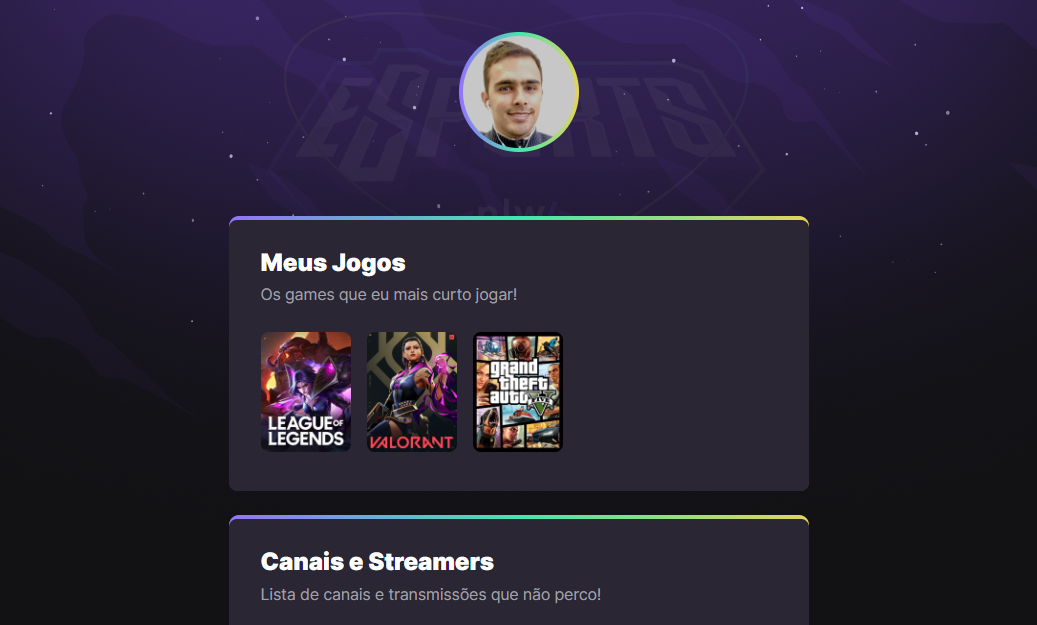 ESPORTS
nlw
Meus Jogos
Os games que eu mais curto jogar!
LEAGUE OF
LEGENDS
VALORANT
grand
theft
auto V
Canais e Streamers
Lista de canais e transmissões que não perco!